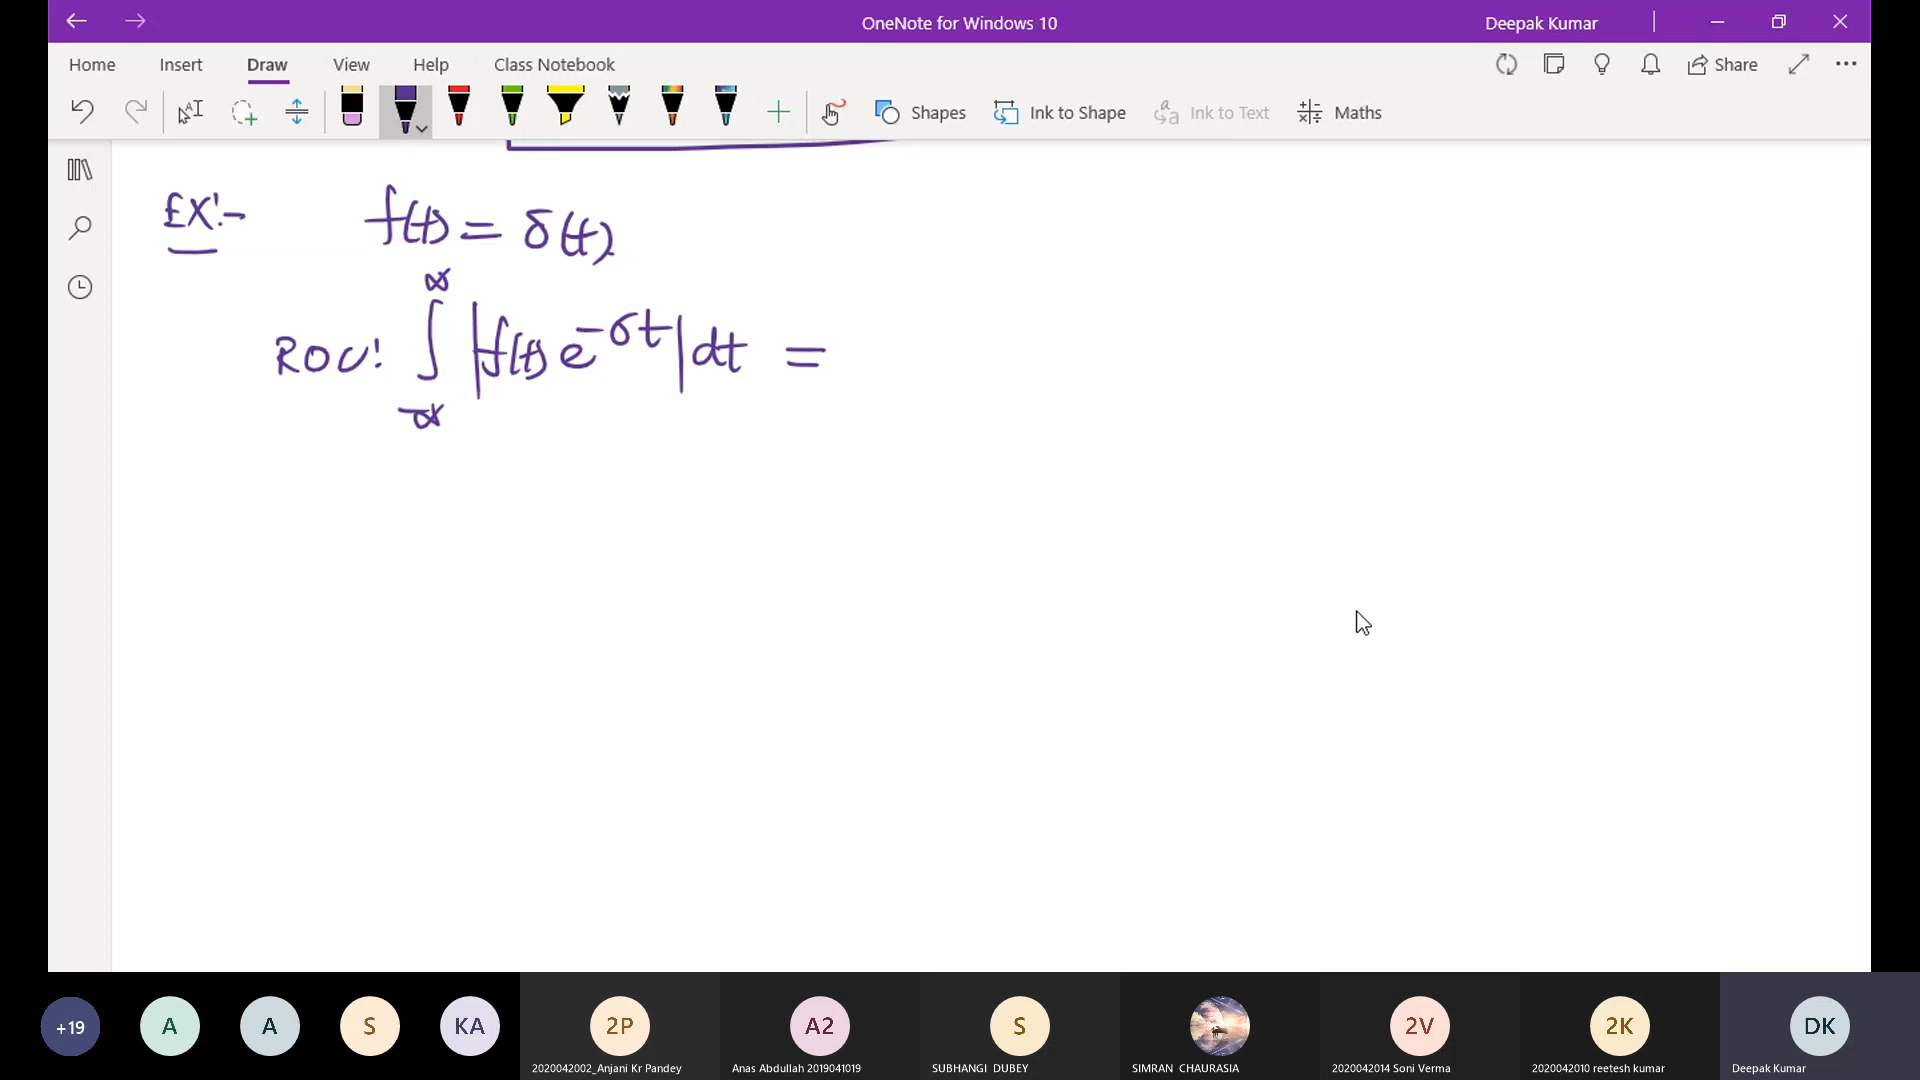 OneNote for Windows 10
Deepak Kumar
Home Insert Draw View Help Class Notebook
Share
Shapes Ink to Shape Ink to Text Maths
EX:-
f(t) = δ(t)
ROC: ∫_{-∞}^{∞} |f(t) e^{-σt}| dt =
+19 A A S KA 2P A2 S 2V 2K DK
2020042002_Anjani Kr Pandey
Anas Abdullah 2019041019
SUBHANGI DUBEY
SIMRAN CHAURASIA
2020042014 Soni Verma
2020042010 reetesh kumar
Deepak Kumar